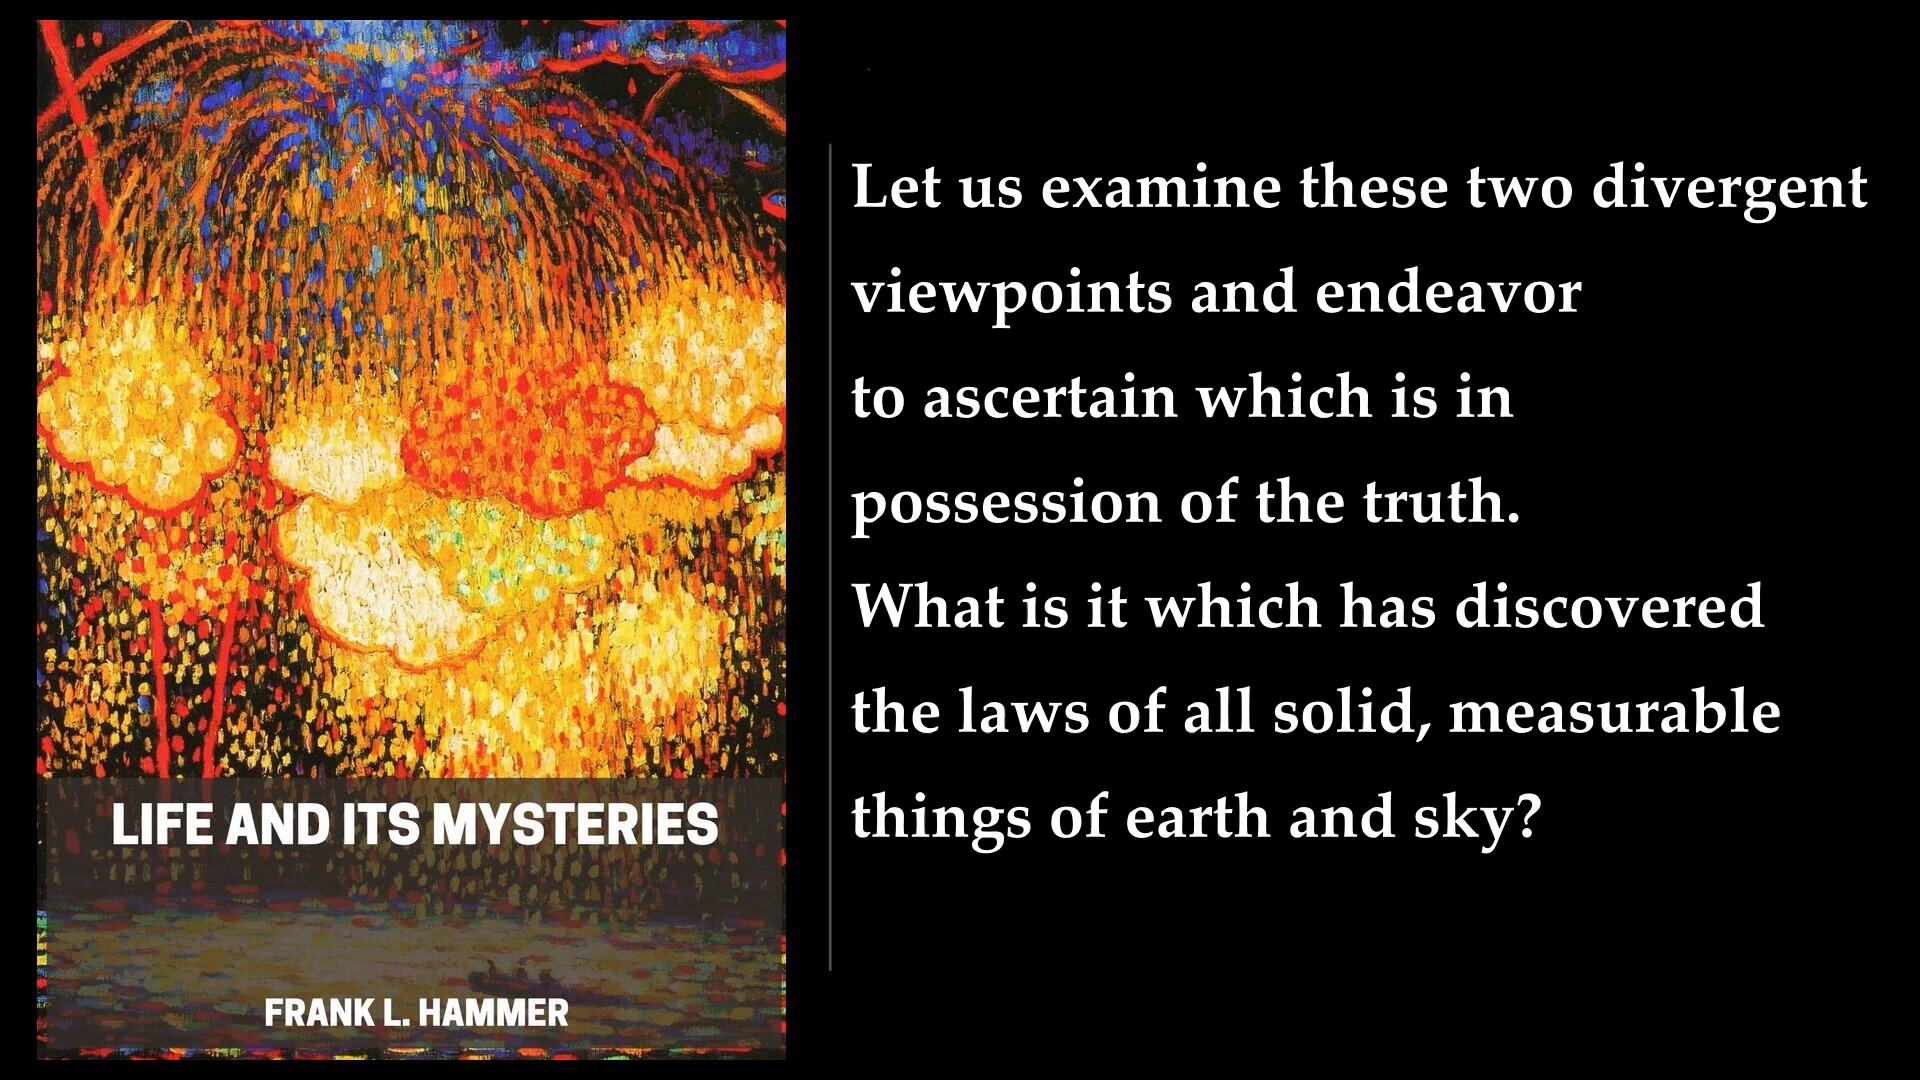 LIFE AND ITS MYSTERIES
FRANK L. HAMMER
Let us examine these two divergent
viewpoints and endeavor
to ascertain which is in
possession of the truth.
What is it which has discovered
the laws of all solid, measurable
things of earth and sky?